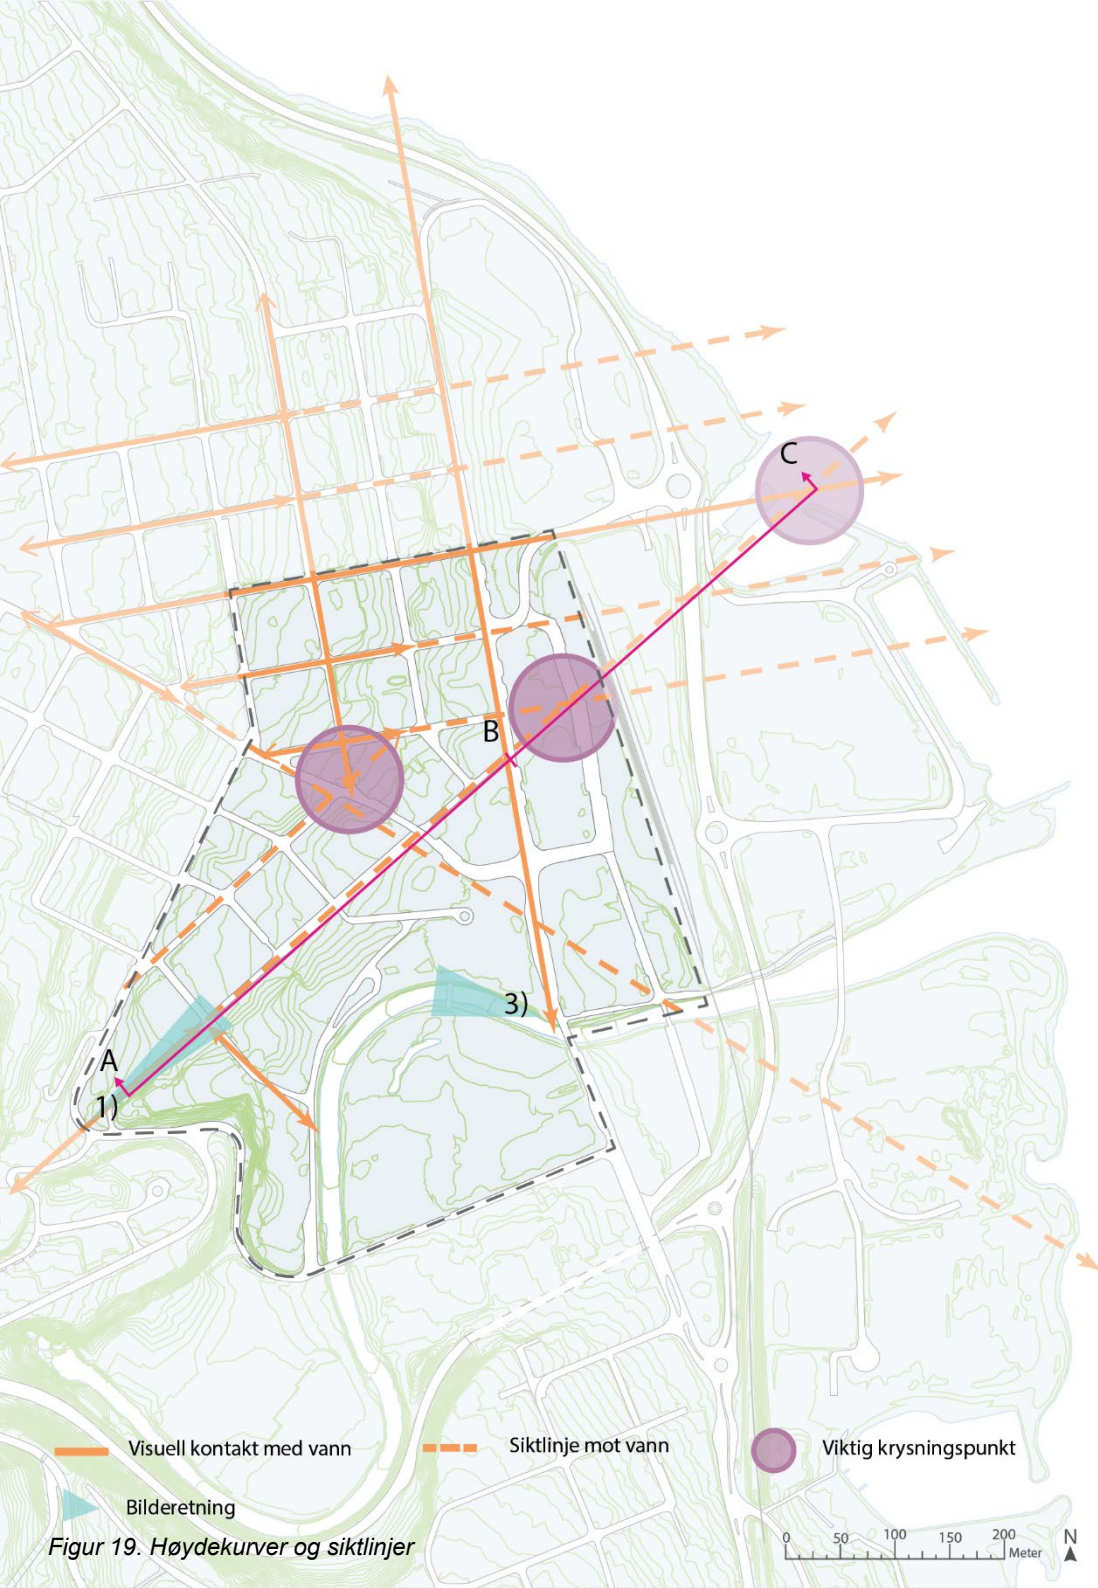 C
B
3)
A
1)
Visuell kontakt med vann
Siktlinje mot vann
Viktig krysningspunkt
Bilderetning
Figur 19. Høydekurver og siktlinjer
0 50 100 150 200
Meter
N